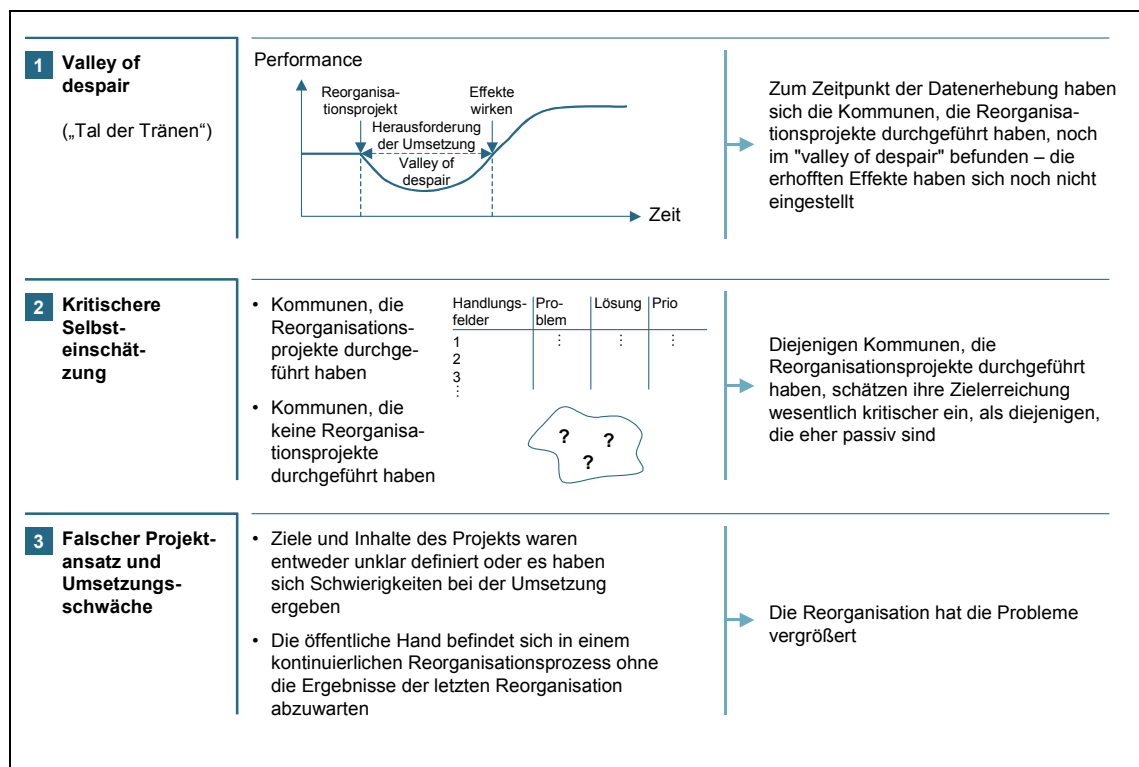 1
Valley of
despair
(„Tal der Tränen“)
Performance
Reorganisa-
tionsprojekt
Effekte
wirken
Herausforderung
der Umsetzung
Valley of
despair
Zeit
Zum Zeitpunkt der Datenerhebung haben
sich die Kommunen, die Reorganisa-
tionsprojekte durchgeführt haben, noch
im "valley of despair" befunden – die
erhofften Effekte haben sich noch nicht
eingestellt
2
Kritischere
Selbst-
einschät-
zung
• Kommunen, die
Reorganisations-
projekte durchge-
führt haben
• Kommunen, die
keine Reorganisa-
tionsprojekte
durchgeführt haben
Handlungs- Pro- Lösung Prio
felder blem
1 ⋮ ⋮ ⋮
2
3
⋮
? ?
?
Diejenigen Kommunen, die
Reorganisationsprojekte durchgeführt
haben, schätzen ihre Zielerreichung
wesentlich kritischer ein, als diejenigen,
die eher passiv sind
3
Falscher Projekt-
ansatz und
Umsetzungs-
schwäche
• Ziele und Inhalte des Projekts waren
entweder unklar definiert oder es haben
sich Schwierigkeiten bei der Umsetzung
ergeben
• Die öffentliche Hand befindet sich in einem
kontinuierlichen Reorganisationsprozess ohne
die Ergebnisse der letzten Reorganisation
abzuwarten
Die Reorganisation hat die Probleme
vergrößert